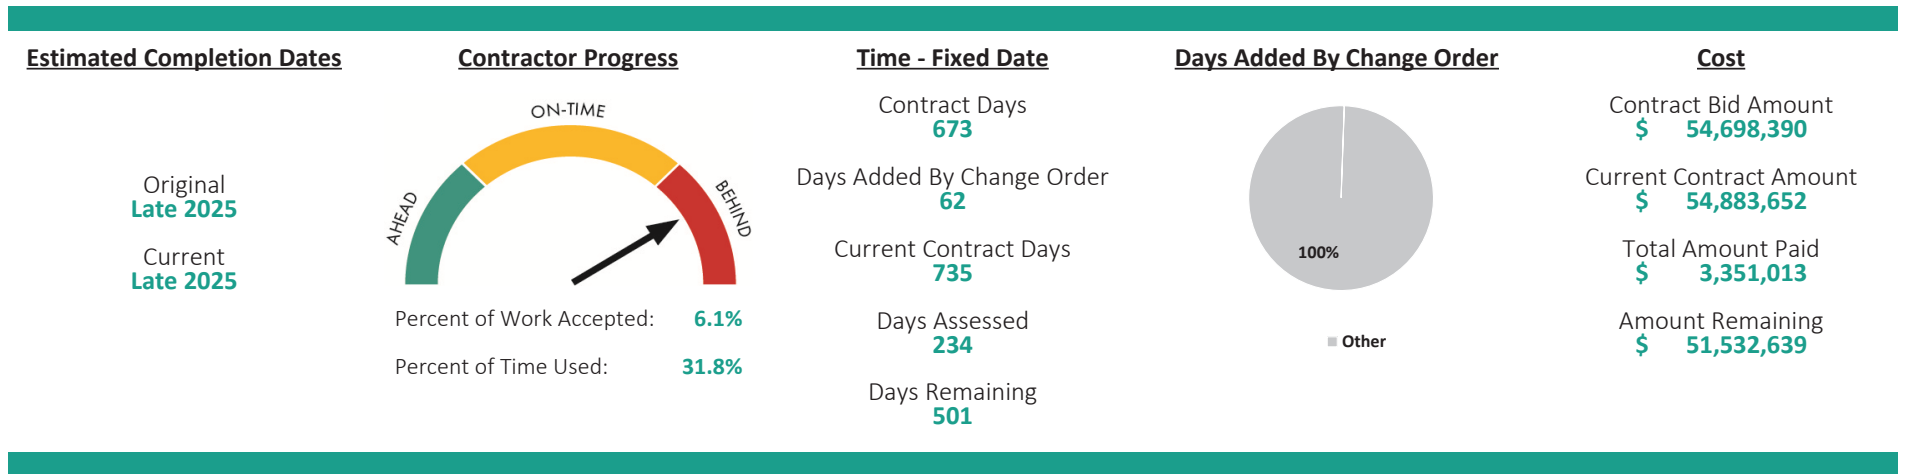 Estimated Completion Dates
Original
Late 2025
Current
Late 2025
Contractor Progress
AHEAD
ON-TIME
BEHIND
Percent of Work Accepted: 6.1%
Percent of Time Used: 31.8%
Time - Fixed Date
Contract Days
673
Days Added By Change Order
62
Current Contract Days
735
Days Assessed
234
Days Remaining
501
Days Added By Change Order
100%
Other
Cost
Contract Bid Amount
$ 54,698,390
Current Contract Amount
$ 54,883,652
Total Amount Paid
$ 3,351,013
Amount Remaining
$ 51,532,639